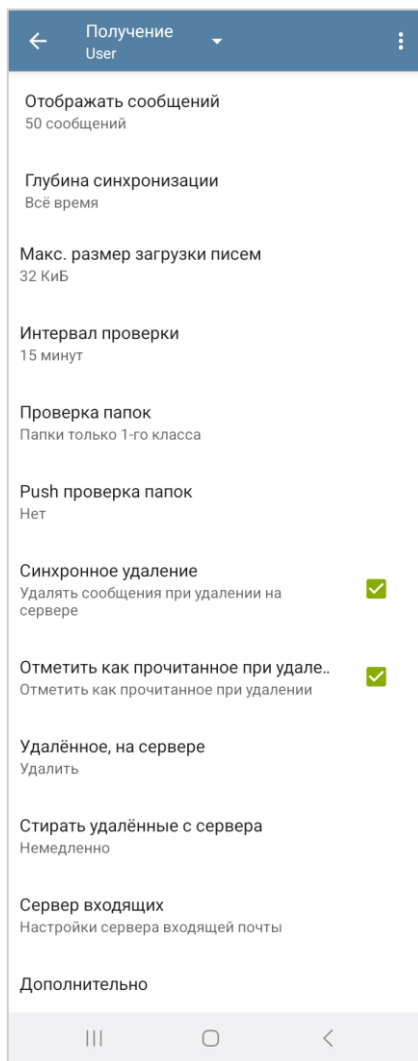 Получение
User
Отображать сообщений
50 сообщений
Глубина синхронизации
Всё время
Макс. размер загрузки писем
32 КиБ
Интервал проверки
15 минут
Проверка папок
Папки только 1-го класса
Push проверка папок
Нет
Синхронное удаление
Удалять сообщения при удалении на
сервере
Отметить как прочитанное при удале..
Отметить как прочитанное при удалении
Удалённое, на сервере
Удалить
Стирать удалённые с сервера
Немедленно
Сервер входящих
Настройки сервера входящей почты
Дополнительно